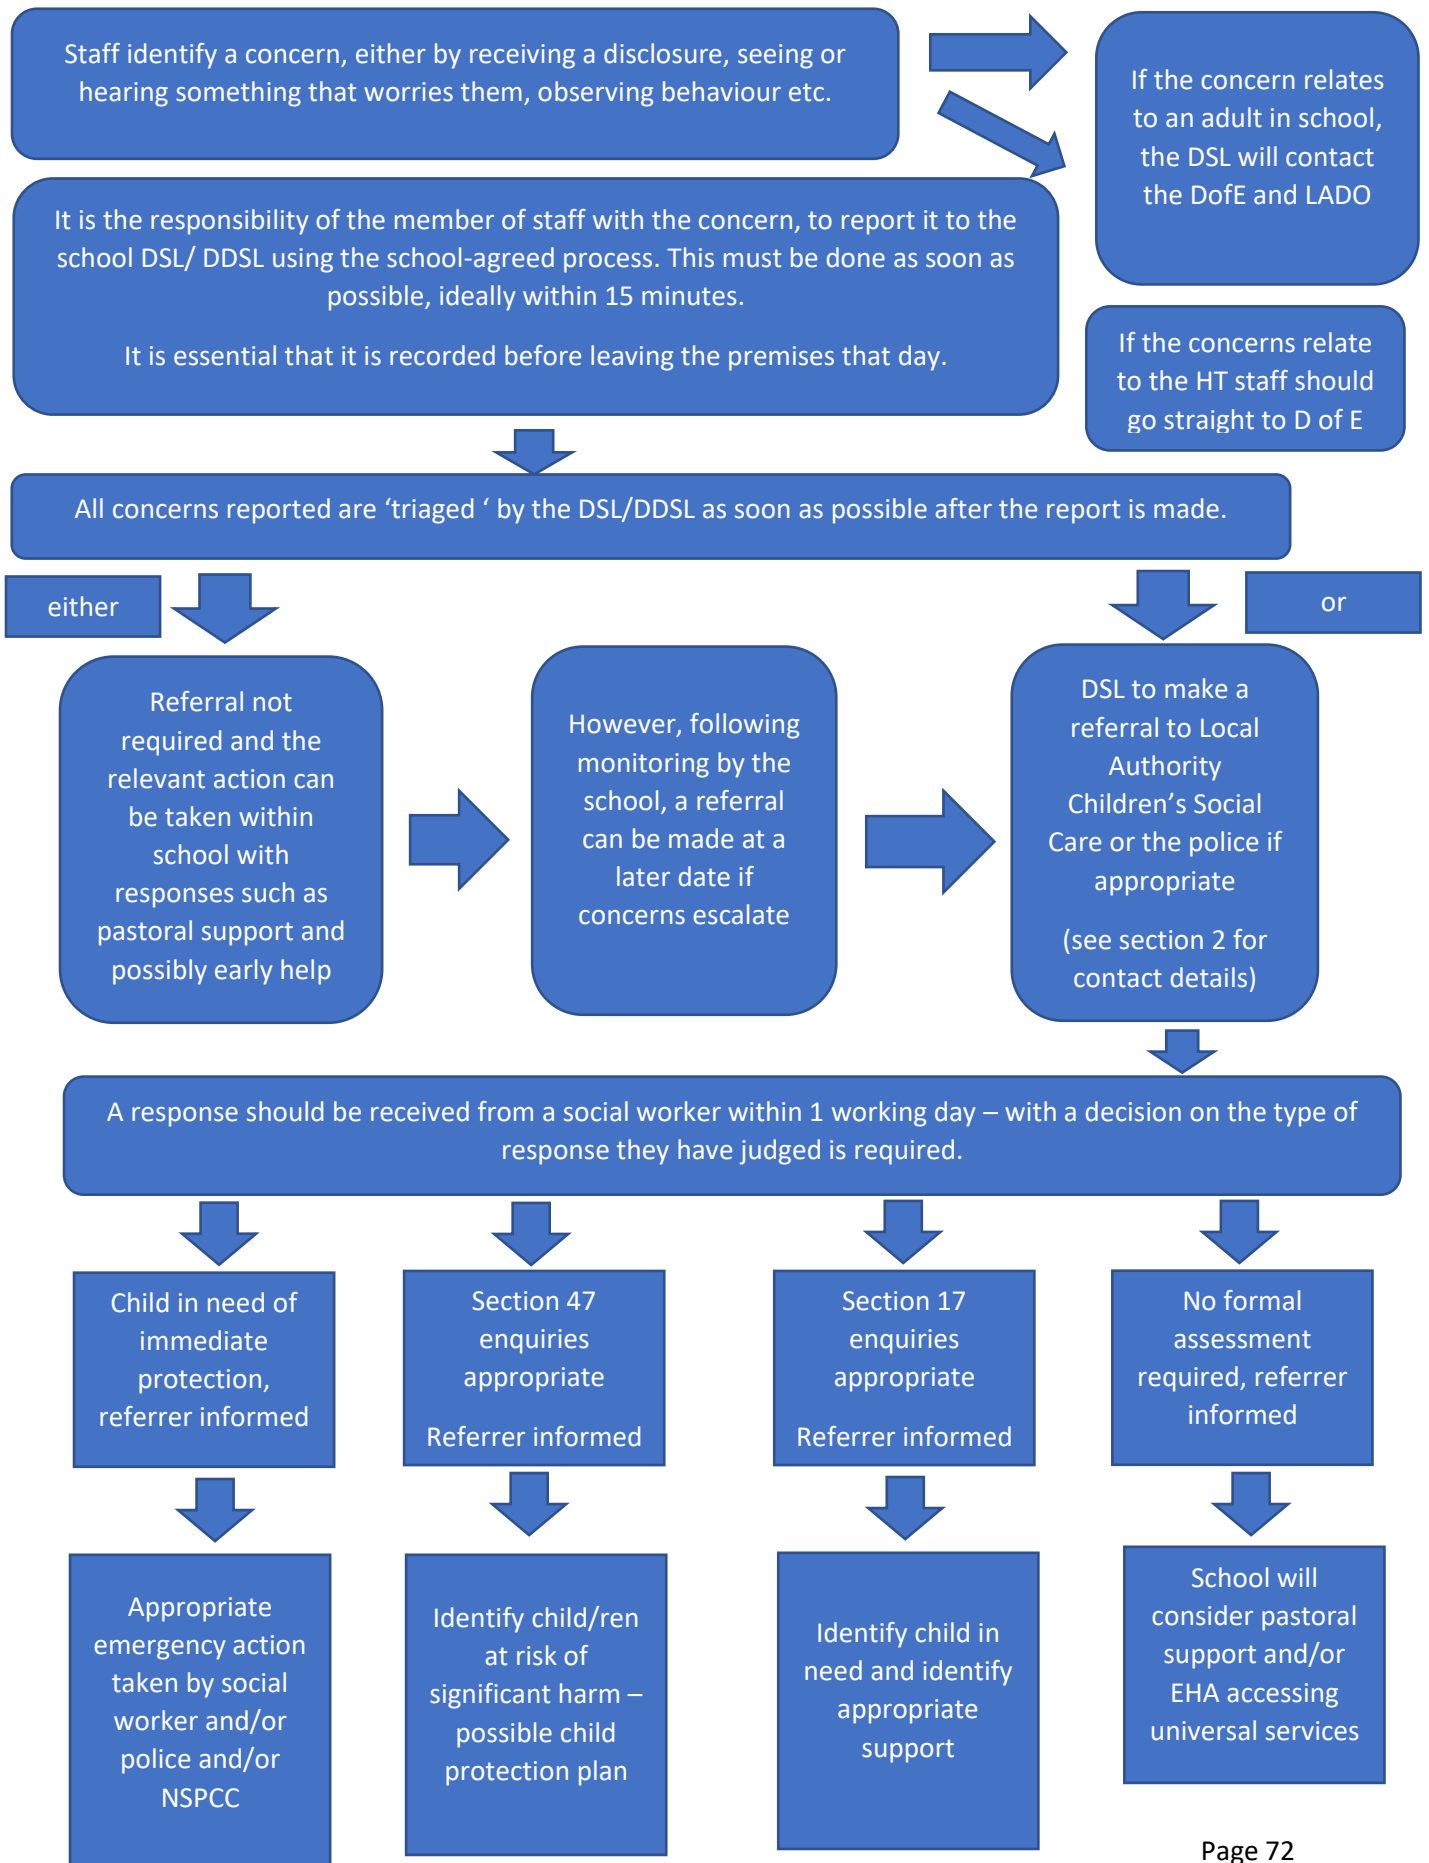 Staff identify a concern, either by receiving a disclosure, seeing or
hearing something that worries them, observing behaviour etc.
If the concern relates
to an adult in school,
the DSL will contact
the DofE and LADO
It is the responsibility of the member of staff with the concern, to report it to the
school DSL/ DDSL using the school-agreed process. This must be done as soon as
possible, ideally within 15 minutes.
It is essential that it is recorded before leaving the premises that day.
If the concerns relate
to the HT staff should
go straight to D of E
All concerns reported are ‘triaged ‘ by the DSL/DDSL as soon as possible after the report is made.
either
or
Referral not
required and the
relevant action can
be taken within
school with
responses such as
pastoral support and
possibly early help
However, following
monitoring by the
school, a referral
can be made at a
later date if
concerns escalate
DSL to make a
referral to Local
Authority
Children’s Social
Care or the police if
appropriate
(see section 2 for
contact details)
A response should be received from a social worker within 1 working day – with a decision on the type of
response they have judged is required.
Child in need of
immediate
protection,
referrer informed
Section 47
enquiries
appropriate
Referrer informed
Section 17
enquiries
appropriate
Referrer informed
No formal
assessment
required, referrer
informed
Appropriate
emergency action
taken by social
worker and/or
police and/or
NSPCC
Identify child/ren
at risk of
significant harm –
possible child
protection plan
Identify child in
need and identify
appropriate
support
School will
consider pastoral
support and/or
EHA accessing
universal services
Page 72